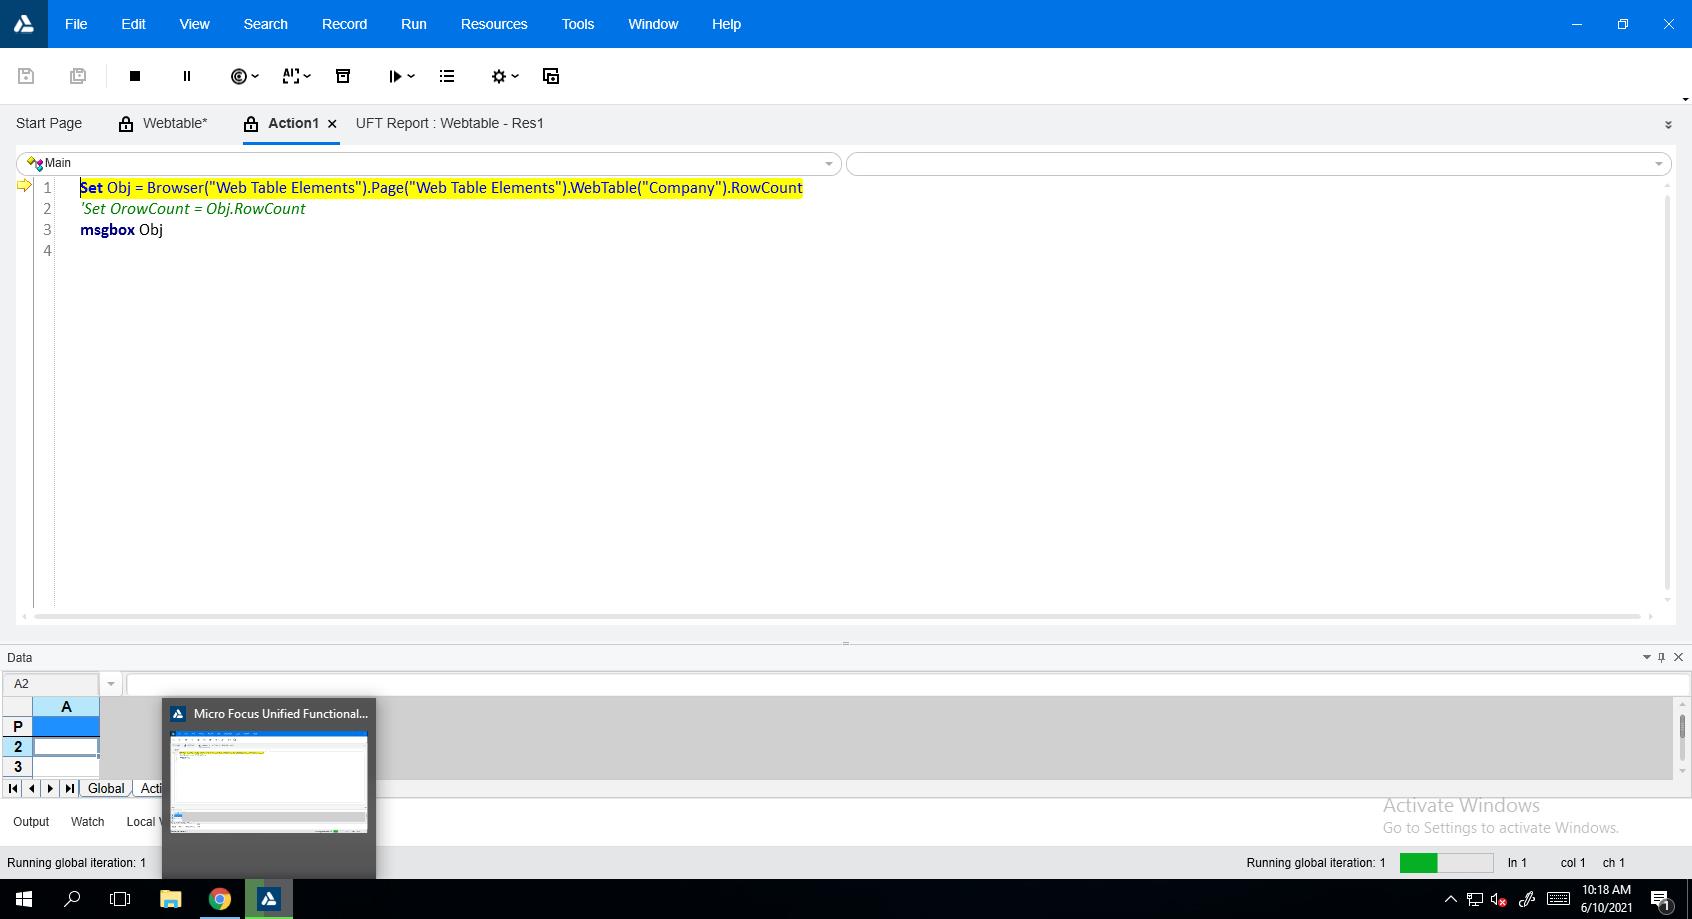 File Edit View Search Record Run Resources Tools Window Help
Start Page Webtable* Action1 UFT Report : Webtable - Res1
Main
1 Set Obj = Browser("Web Table Elements").Page("Web Table Elements").WebTable("Company").RowCount
2 'Set OrowCount = Obj.RowCount
3 msgbox Obj
4
Data
A2
A
Micro Focus Unified Functional...
P
2
3
Global Acti
Activate Windows
Output Watch Local
Go to Settings to activate Windows.
Running global iteration: 1 Running global iteration: 1 ln 1 col 1 ch 1
10:18 AM
6/10/2021
1